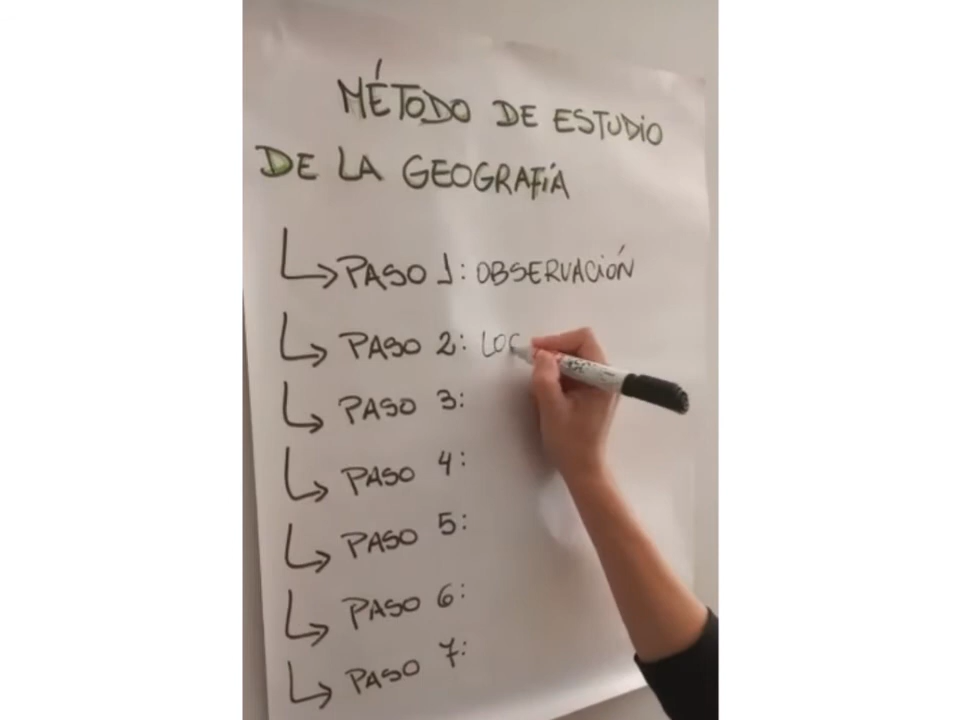 MÉTODO DE ESTUDIO
DE LA GEOGRAFÍA
PASO 1: OBSERVACIÓN
PASO 2: LOC
PASO 3:
PASO 4:
PASO 5:
PASO 6:
PASO 7: